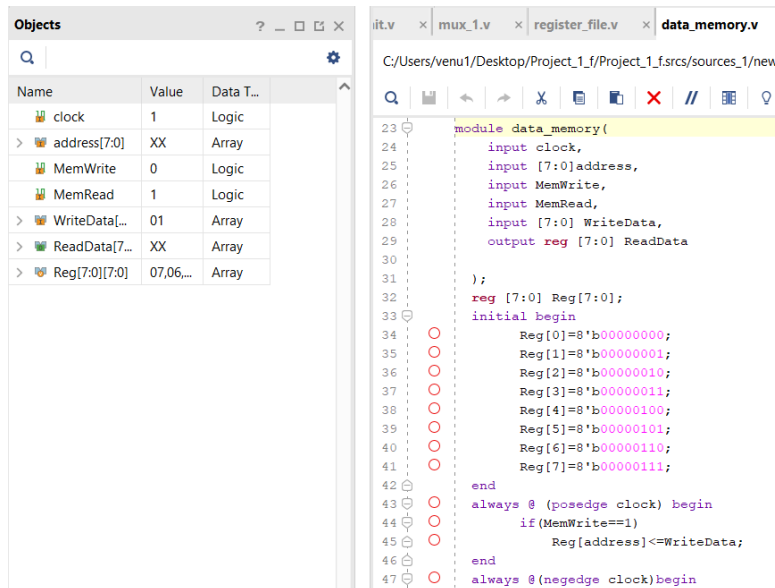 Objects
Name Value Data T...
clock 1 Logic
address[7:0] XX Array
MemWrite 0 Logic
MemRead 1 Logic
WriteData[... 01 Array
ReadData[7... XX Array
Reg[7:0][7:0] 07,06,... Array
it.v × mux_1.v × register_file.v × data_memory.v
C:/Users/venu1/Desktop/Project_1_f/Project_1_f.srcs/sources_1/new
23 module data_memory(
24 input clock,
25 input [7:0]address,
26 input MemWrite,
27 input MemRead,
28 input [7:0] WriteData,
29 output reg [7:0] ReadData
30
31 );
32 reg [7:0] Reg[7:0];
33 initial begin
34 Reg[0]=8'b00000000;
35 Reg[1]=8'b00000001;
36 Reg[2]=8'b00000010;
37 Reg[3]=8'b00000011;
38 Reg[4]=8'b00000100;
39 Reg[5]=8'b00000101;
40 Reg[6]=8'b00000110;
41 Reg[7]=8'b00000111;
42 end
43 always @ (posedge clock) begin
44 if(MemWrite==1)
45 Reg[address]<=WriteData;
46 end
47 always @(negedge clock)begin